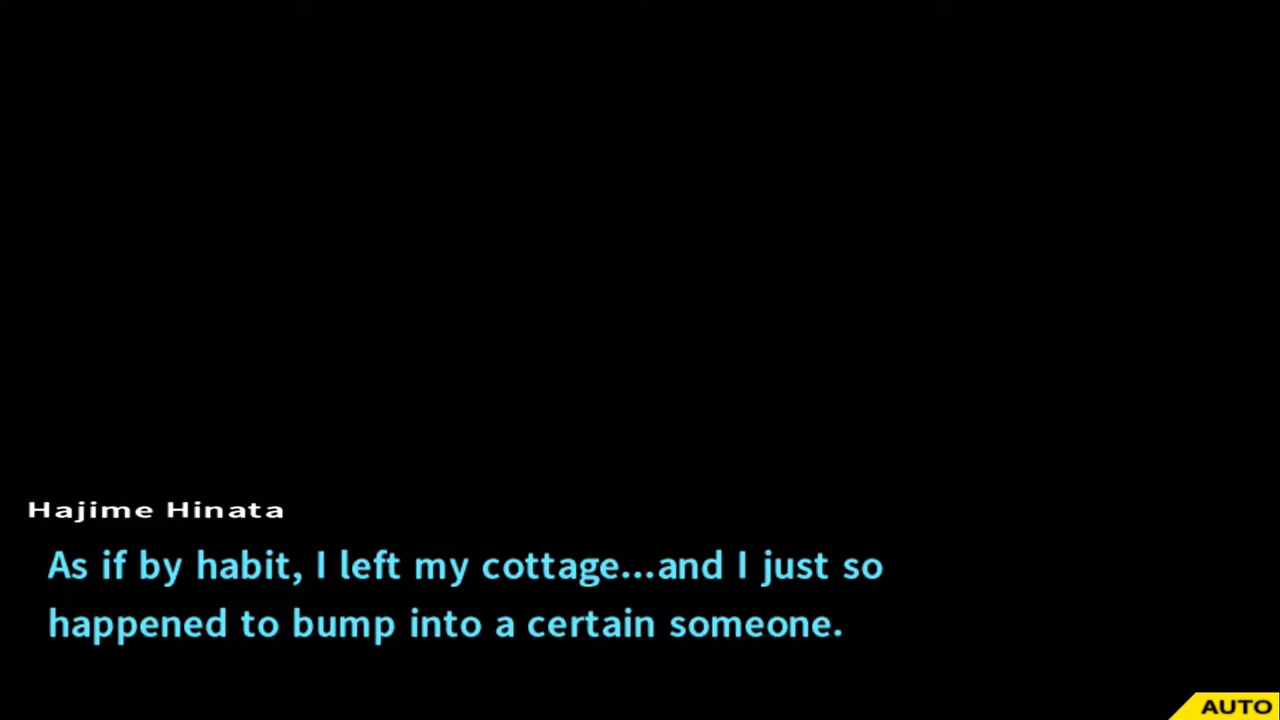 Hajime Hinata
As if by habit, I left my cottage...and I just so
happened to bump into a certain someone.
AUTO